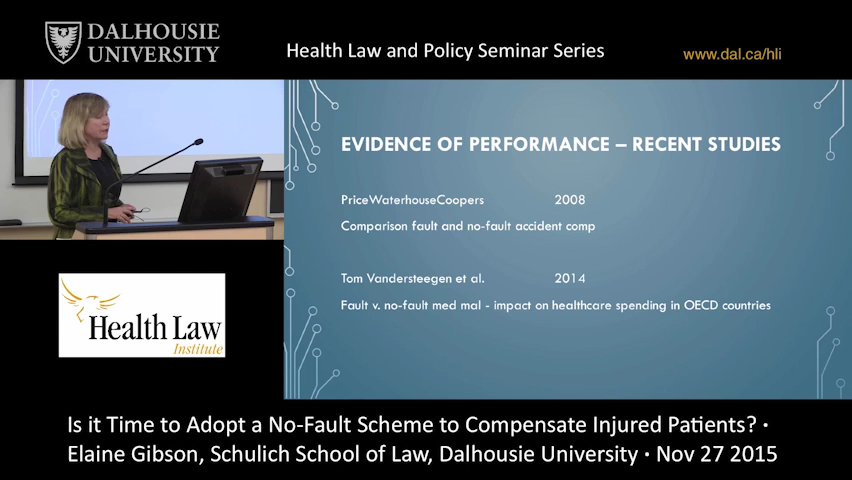 DALHOUSIE
UNIVERSITY
Health Law and Policy Seminar Series
www.dal.ca/hli
EVIDENCE OF PERFORMANCE – RECENT STUDIES
PriceWaterhouseCoopers 2008
Comparison fault and no-fault accident comp
Tom Vandersteegen et al. 2014
Fault v. no-fault med mal - impact on healthcare spending in OECD countries
Health Law
Institute
Is it Time to Adopt a No-Fault Scheme to Compensate Injured Patients? ·
Elaine Gibson, Schulich School of Law, Dalhousie University · Nov 27 2015